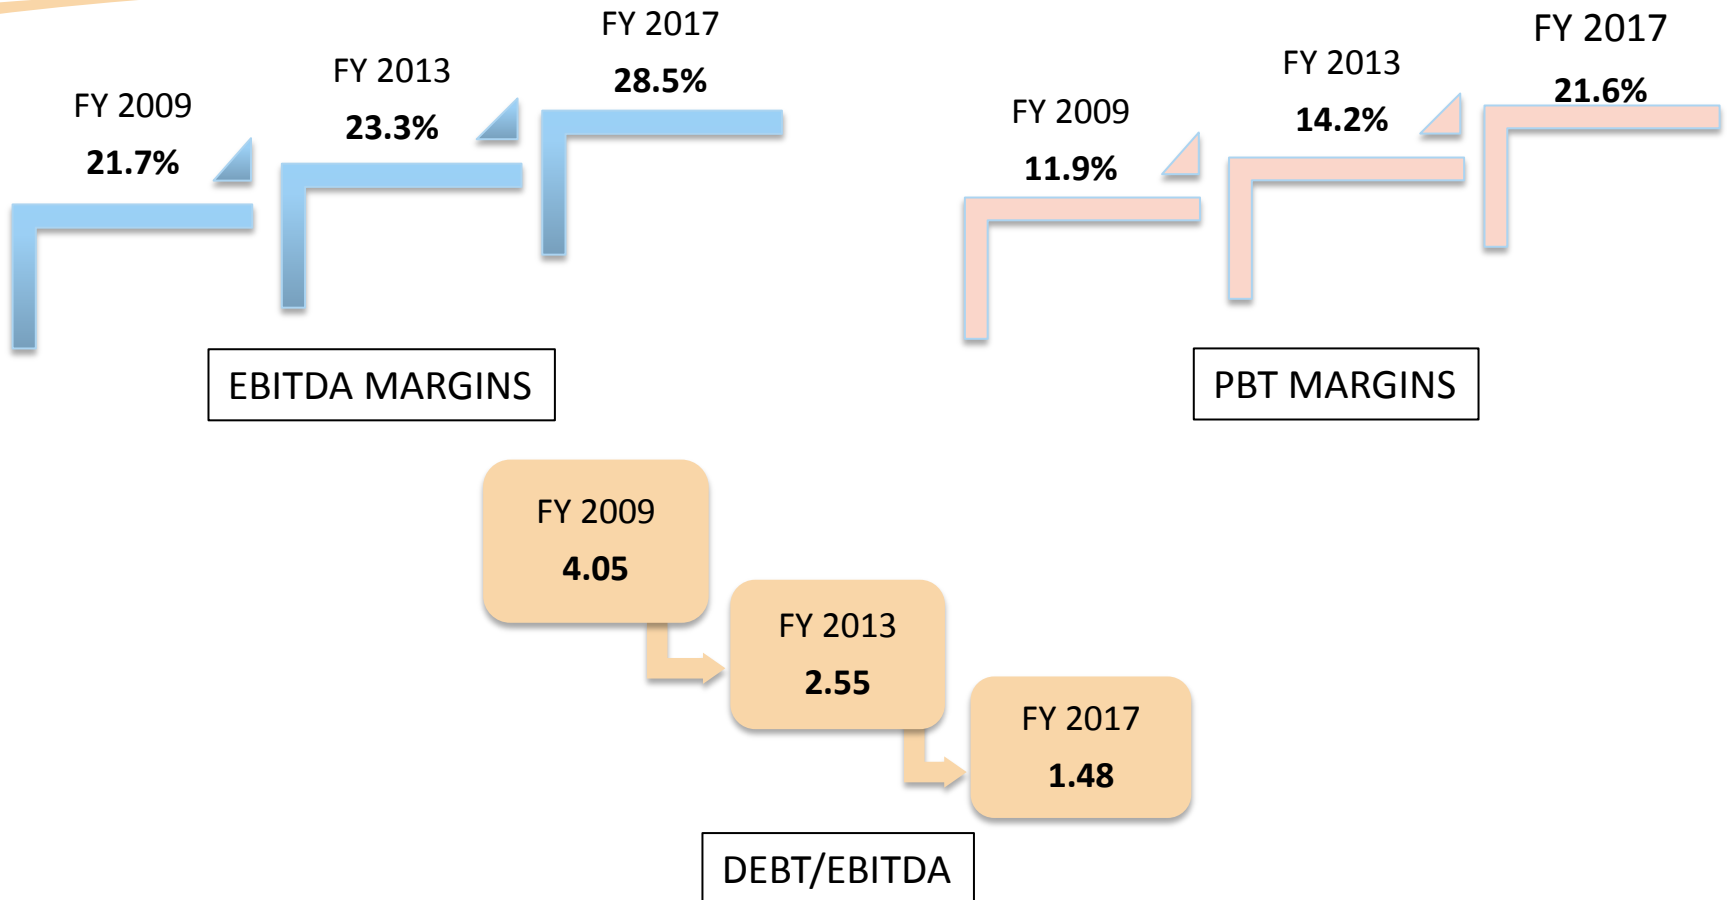 FY 2009
21.7%
FY 2013
23.3%
FY 2017
28.5%
EBITDA MARGINS
FY 2009
11.9%
FY 2013
14.2%
FY 2017
21.6%
PBT MARGINS
FY 2009
4.05
FY 2013
2.55
FY 2017
1.48
DEBT/EBITDA